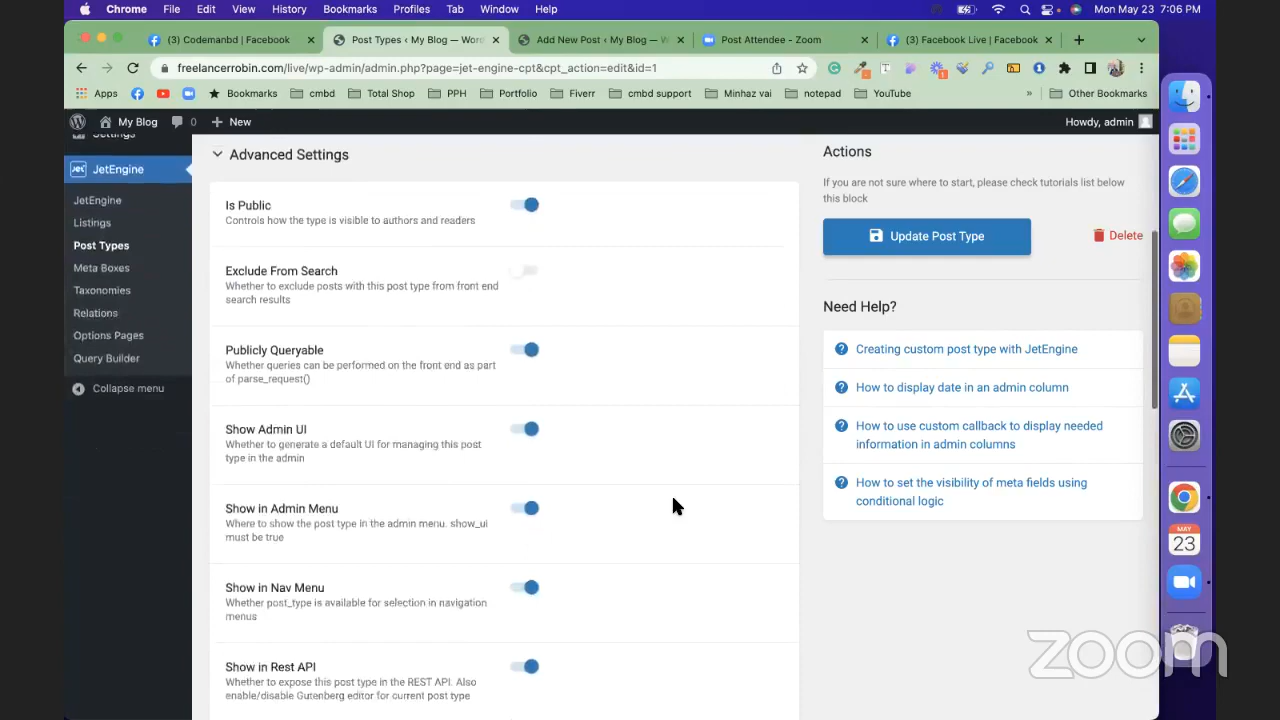 Chrome File Edit View History Bookmarks Profiles Tab Window Help Mon May 23 7:06 PM
(3) Codemanbd | Facebook Post Types ‹ My Blog — Wor Add New Post ‹ My Blog — W Post Attendee - Zoom (3) Facebook Live | Facebook
freelancerrobin.com/live/wp-admin/admin.php?page=jet-engine-cpt&cpt_action=edit&id=1
Apps Bookmarks cmbd Total Shop PPH Portfolio Fiverr cmbd support Minhaz vai notepad YouTube » Other Bookmarks
My Blog 0 + New Howdy, admin
Settings
JetEngine
JetEngine
Listings
Post Types
Meta Boxes
Taxonomies
Relations
Options Pages
Query Builder
Collapse menu
Advanced Settings
Is Public
Controls how the type is visible to authors and readers
Exclude From Search
Whether to exclude posts with this post type from front end
search results
Publicly Queryable
Whether queries can be performed on the front end as part
of parse_request()
Show Admin UI
Whether to generate a default UI for managing this post
type in the admin
Show in Admin Menu
Where to show the post type in the admin menu. show_ui
must be true
Show in Nav Menu
Whether post_type is available for selection in navigation
menus
Show in Rest API
Whether to expose this post type in the REST API. Also
enable/disable Gutenberg editor for current post type
Actions
If you are not sure where to start, please check tutorials list below
this block
Update Post Type
Delete
Need Help?
Creating custom post type with JetEngine
How to display date in an admin column
How to use custom callback to display needed
information in admin columns
How to set the visibility of meta fields using
conditional logic
MAY
23
zoom